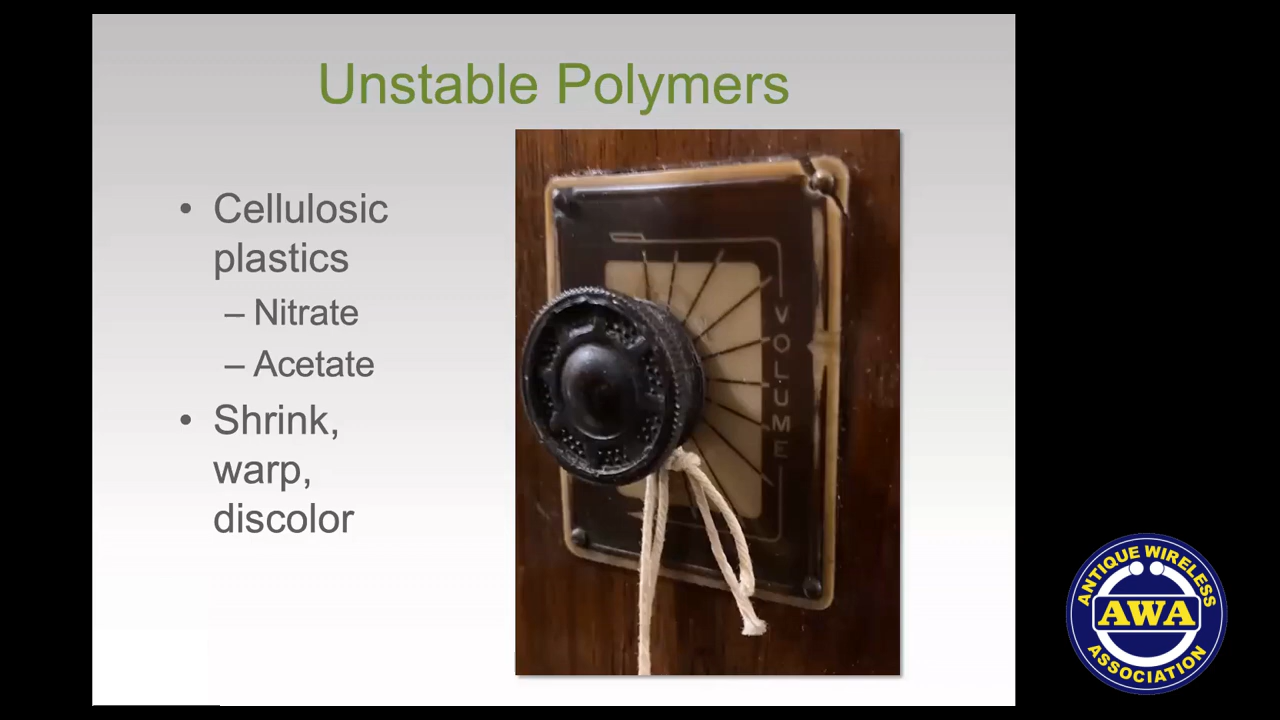 Unstable Polymers
• Cellulosic
plastics
– Nitrate
– Acetate
• Shrink,
warp,
discolor
VOLUME
ANTIQUE WIRELESS
AWA
ASSOCIATION